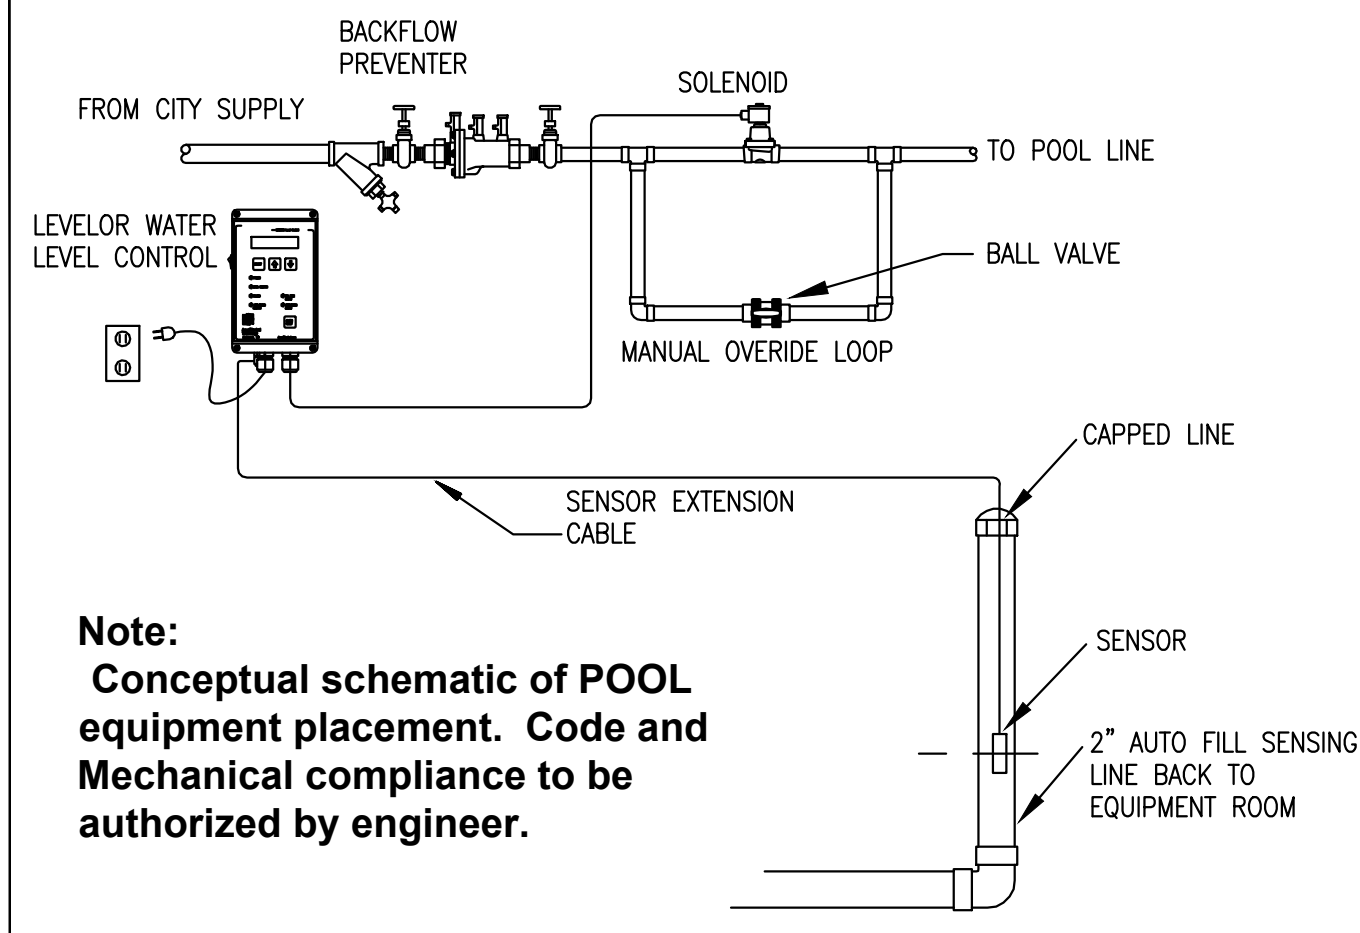 BACKFLOW
PREVENTER
SOLENOID
FROM CITY SUPPLY
TO POOL LINE
LEVELOR WATER
LEVEL CONTROL
BALL VALVE
MANUAL OVERIDE LOOP
CAPPED LINE
SENSOR EXTENSION
CABLE
Note:
Conceptual schematic of POOL
equipment placement.  Code and
Mechanical compliance to be
authorized by engineer.
SENSOR
2” AUTO FILL SENSING
LINE BACK TO
EQUIPMENT ROOM